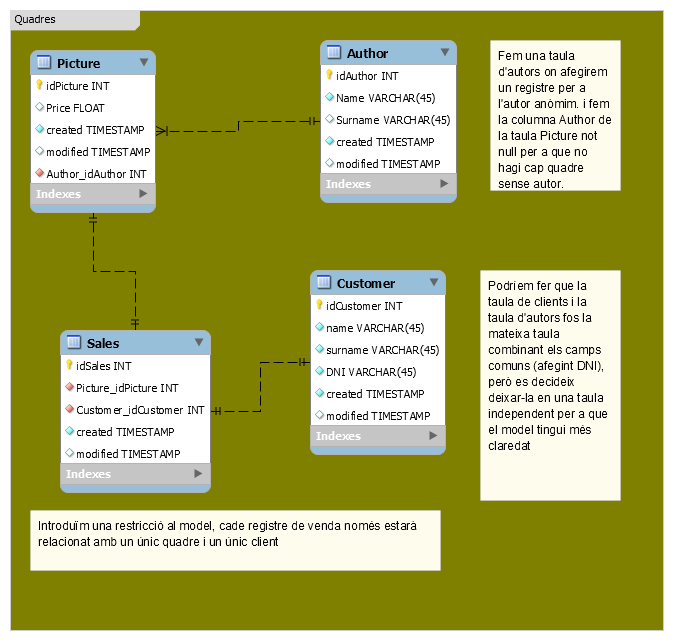 Quadres
Picture
idPicture INT
Price FLOAT
created TIMESTAMP
modified TIMESTAMP
Author_idAuthor INT
Indexes
Author
idAuthor INT
Name VARCHAR(45)
Surname VARCHAR(45)
created TIMESTAMP
modified TIMESTAMP
Indexes
Fem una taula
d'autors on afegirem
un registre per a
l'autor anònim. i fem
la columna Author de
la taula Picture not
null per a que no
hagi cap quadre
sense autor.
Customer
idCustomer INT
name VARCHAR(45)
surname VARCHAR(45)
DNI VARCHAR(45)
created TIMESTAMP
modified TIMESTAMP
Indexes
Podríem fer que la
taula de clients i la
taula d'autors fos la
mateixa taula
combinant els camps
comuns (afegint DNI),
però es decideix
deixar-la en una taula
independent per a que
el model tingui més
claredat
Sales
idSales INT
Picture_idPicture INT
Customer_idCustomer INT
created TIMESTAMP
modified TIMESTAMP
Indexes
Introduïm una restricció al model, cade registre de venda només estarà
relacionat amb un únic quadre i un únic client